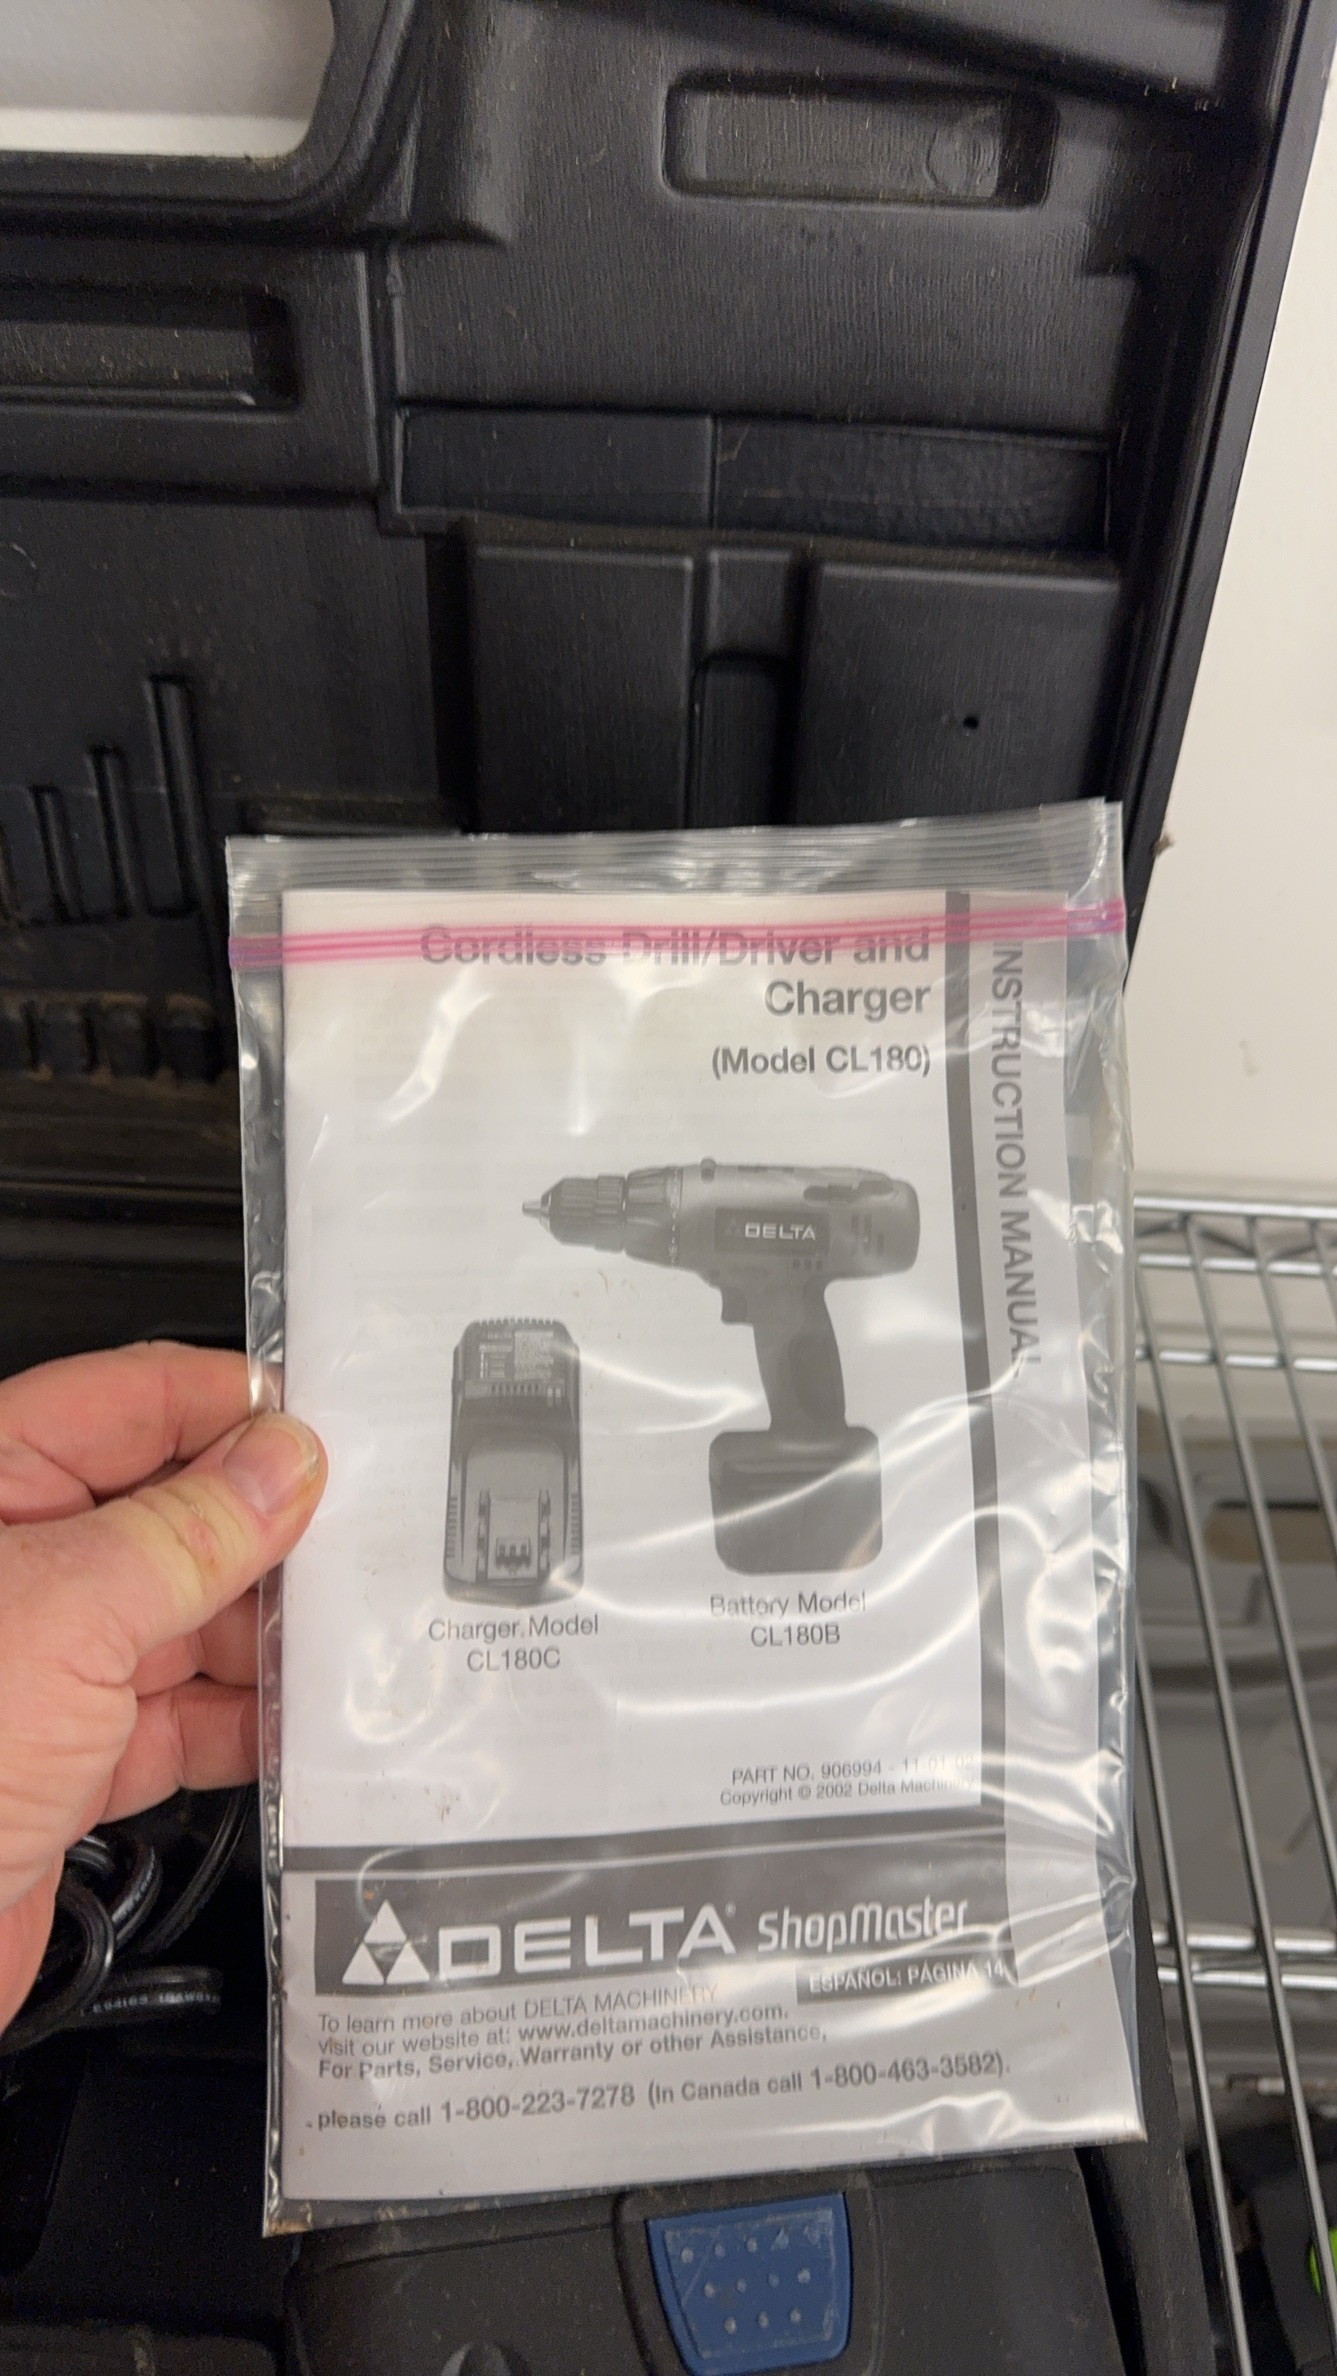 Cordless Drill/Driver and
Charger
(Model CL180)
INSTRUCTION MANUAL
DELTA
Charger Model
CL180C
Battery Model
CL180B
PART NO. 906994 - 11-01-02
Copyright © 2002 Delta Machinery
DELTA® ShopMaster
ESPAÑOL: PÁGINA 14
To learn more about DELTA MACHINERY
visit our website at: www.deltamachinery.com.
For Parts, Service, Warranty or other Assistance,
please call 1-800-223-7278 (In Canada call 1-800-463-3582).